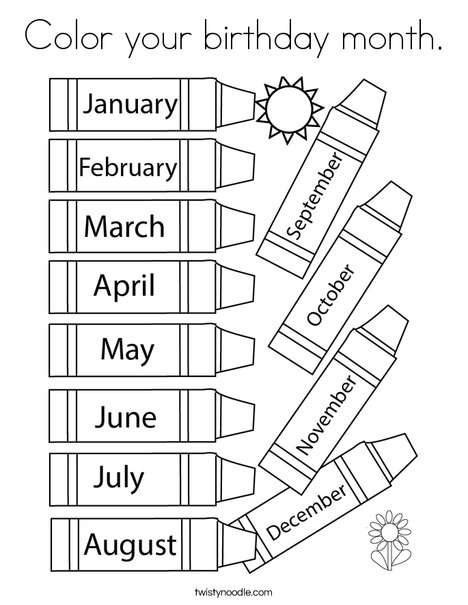 Color your birthday month.
January
February
March
April
May
June
July
August
September
October
November
December
twistynoodle.com